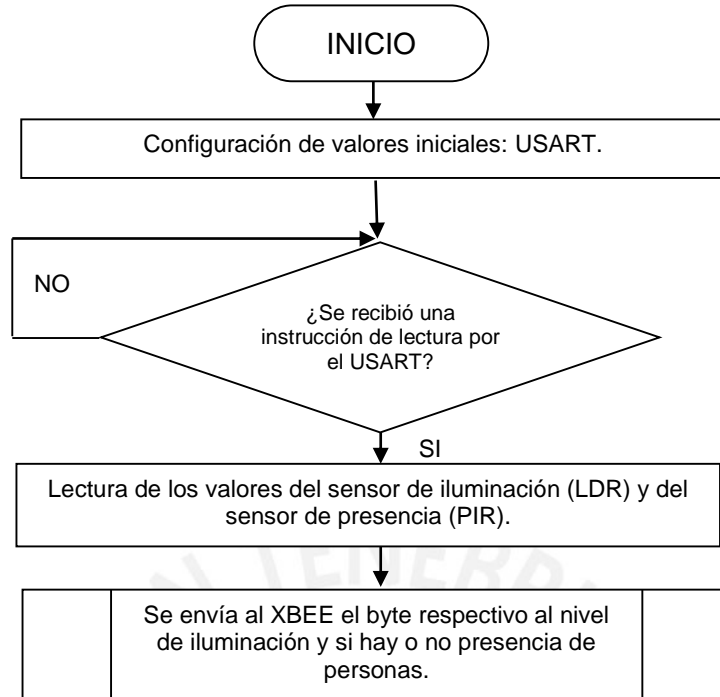 INICIO
Configuración de valores iniciales: USART.
NO
¿Se recibió una
instrucción de lectura por
el USART?
SI
Lectura de los valores del sensor de iluminación (LDR) y del
sensor de presencia (PIR).
Se envía al XBEE el byte respectivo al nivel
de iluminación y si hay o no presencia de
personas.